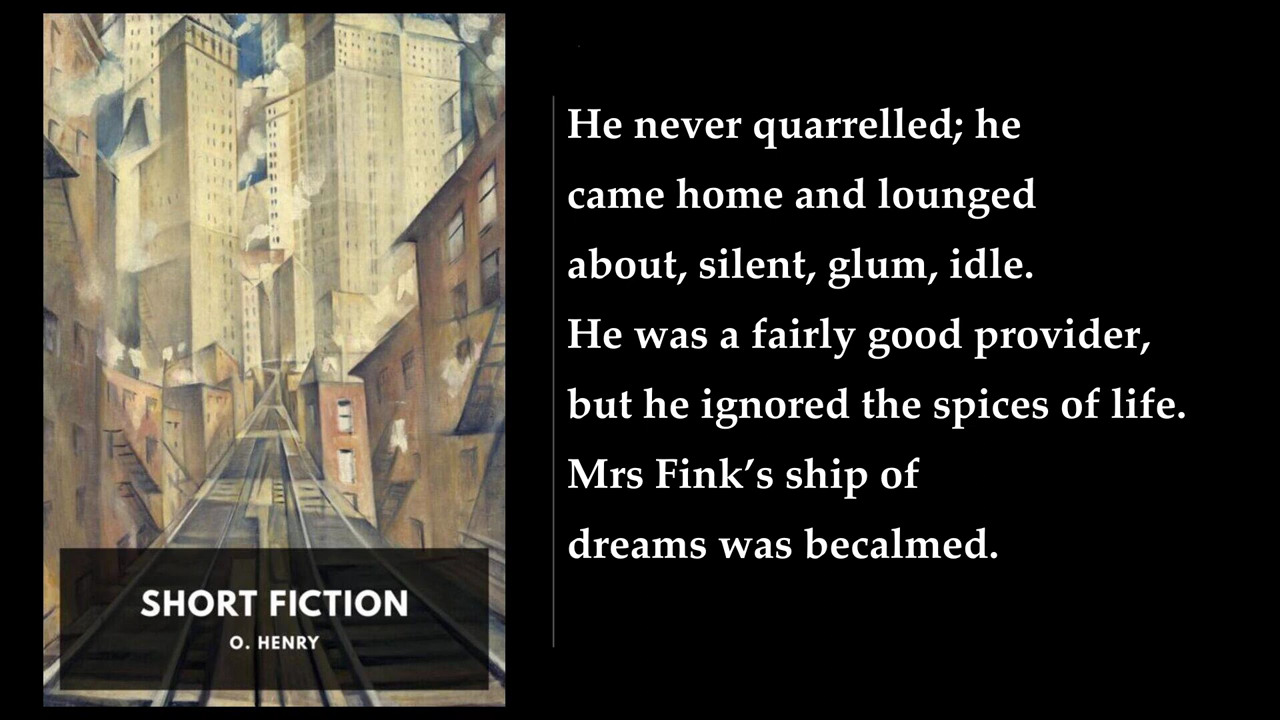 He never quarrelled; he
came home and lounged
about, silent, glum, idle.
He was a fairly good provider,
but he ignored the spices of life.
Mrs Fink’s ship of
dreams was becalmed.
SHORT FICTION
O. HENRY